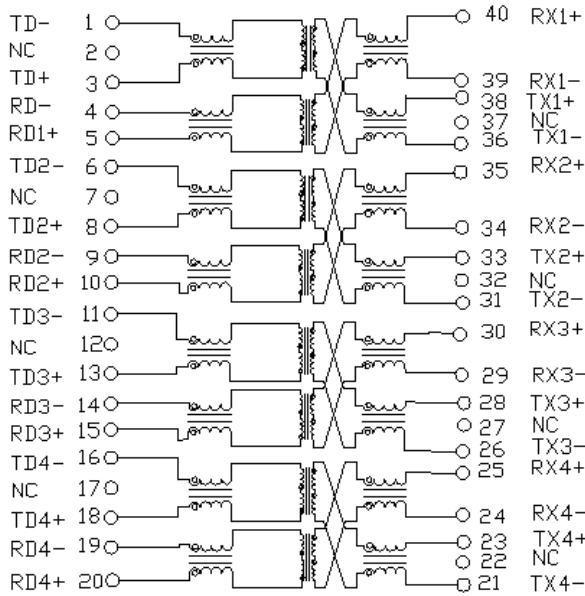 TD- 1 40 RX1+
NC 2
TD+ 3 39 RX1-
38 TX1+
RD- 4 37 NC
RD1+ 5 36 TX1-
TD2- 6 35 RX2+
NC 7
TD2+ 8 34 RX2-
RD2- 9 33 TX2+
RD2+ 10 32 NC
31 TX2-
TD3- 11 30 RX3+
NC 12
TD3+ 13 29 RX3-
RD3- 14 28 TX3+
RD3+ 15 27 NC
26 TX3-
TD4- 16 25 RX4+
NC 17
TD4+ 18 24 RX4-
RD4- 19 23 TX4+
22 NC
RD4+ 20 21 TX4-